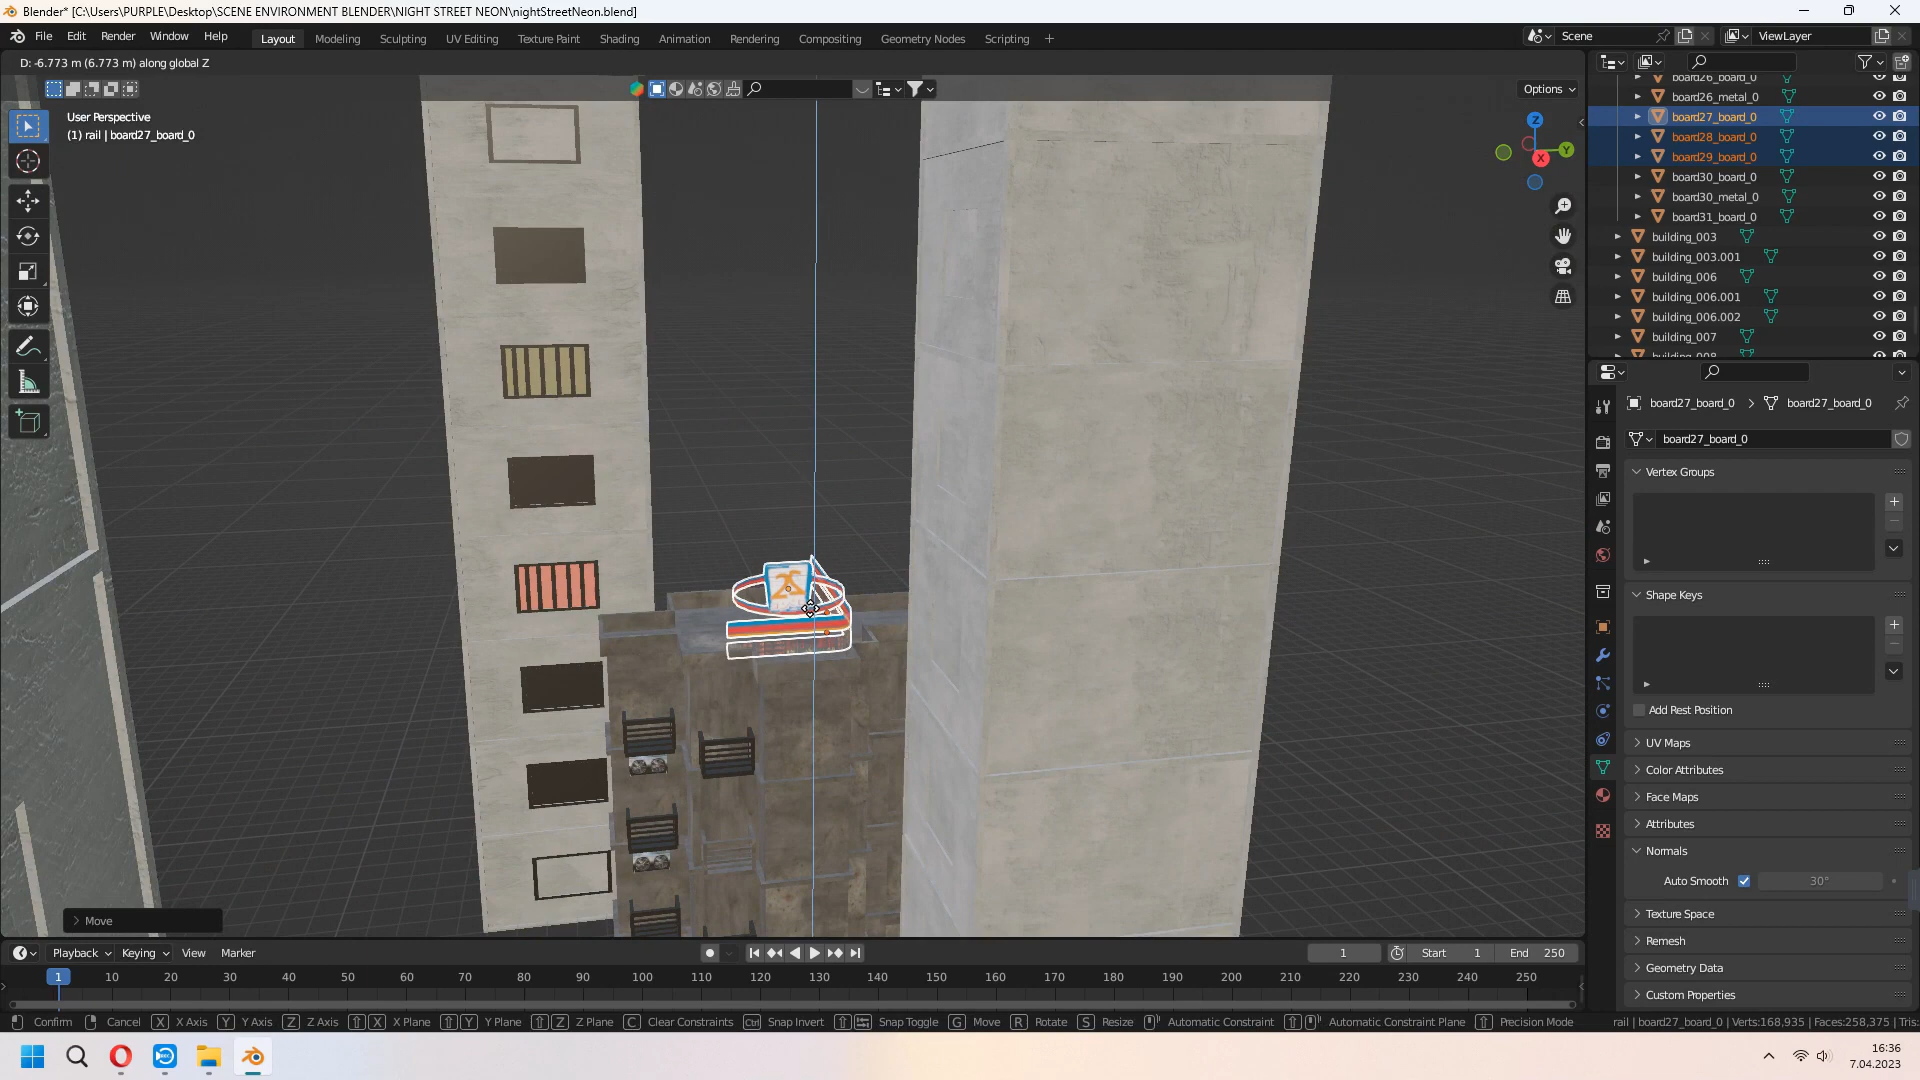 Blender* [C:\Users\PURPLE\Desktop\SCENE ENVIRONMENT BLENDER\NIGHT STREET NEON\nightStreetNeon.blend]
File Edit Render Window Help Layout Modeling Sculpting UV Editing Texture Paint Shading Animation Rendering Compositing Geometry Nodes Scripting + Scene ViewLayer
D: -6.773 m (6.773 m) along global Z
Options
User Perspective
(1) rail | board27_board_0
Z
Y
X
board26_board_0
board26_metal_0
board27_board_0
board28_board_0
board29_board_0
board30_board_0
board30_metal_0
board31_board_0
building_003
building_003.001
building_006
building_006.001
building_006.002
building_007
building_008
board27_board_0 > board27_board_0
board27_board_0
Vertex Groups
Shape Keys
Add Rest Position
UV Maps
Color Attributes
Face Maps
Attributes
Normals
Auto Smooth 30°
Texture Space
Remesh
Geometry Data
Custom Properties
Move
Playback Keying View Marker 1 Start 1 End 250
1 10 20 30 40 50 60 70 80 90 100 110 120 130 140 150 160 170 180 190 200 210 220 230 240 250
Confirm Cancel X X Axis Y Y Axis Z Z Axis X X Plane Y Y Plane Z Z Plane C Clear Constraints Ctrl Snap Invert Snap Toggle G Move R Rotate S Resize Automatic Constraint Automatic Constraint Plane Precision Mode rail | board27_board_0 | Verts:168,935 | Faces:258,375 | Tris:
16:36
7.04.2023